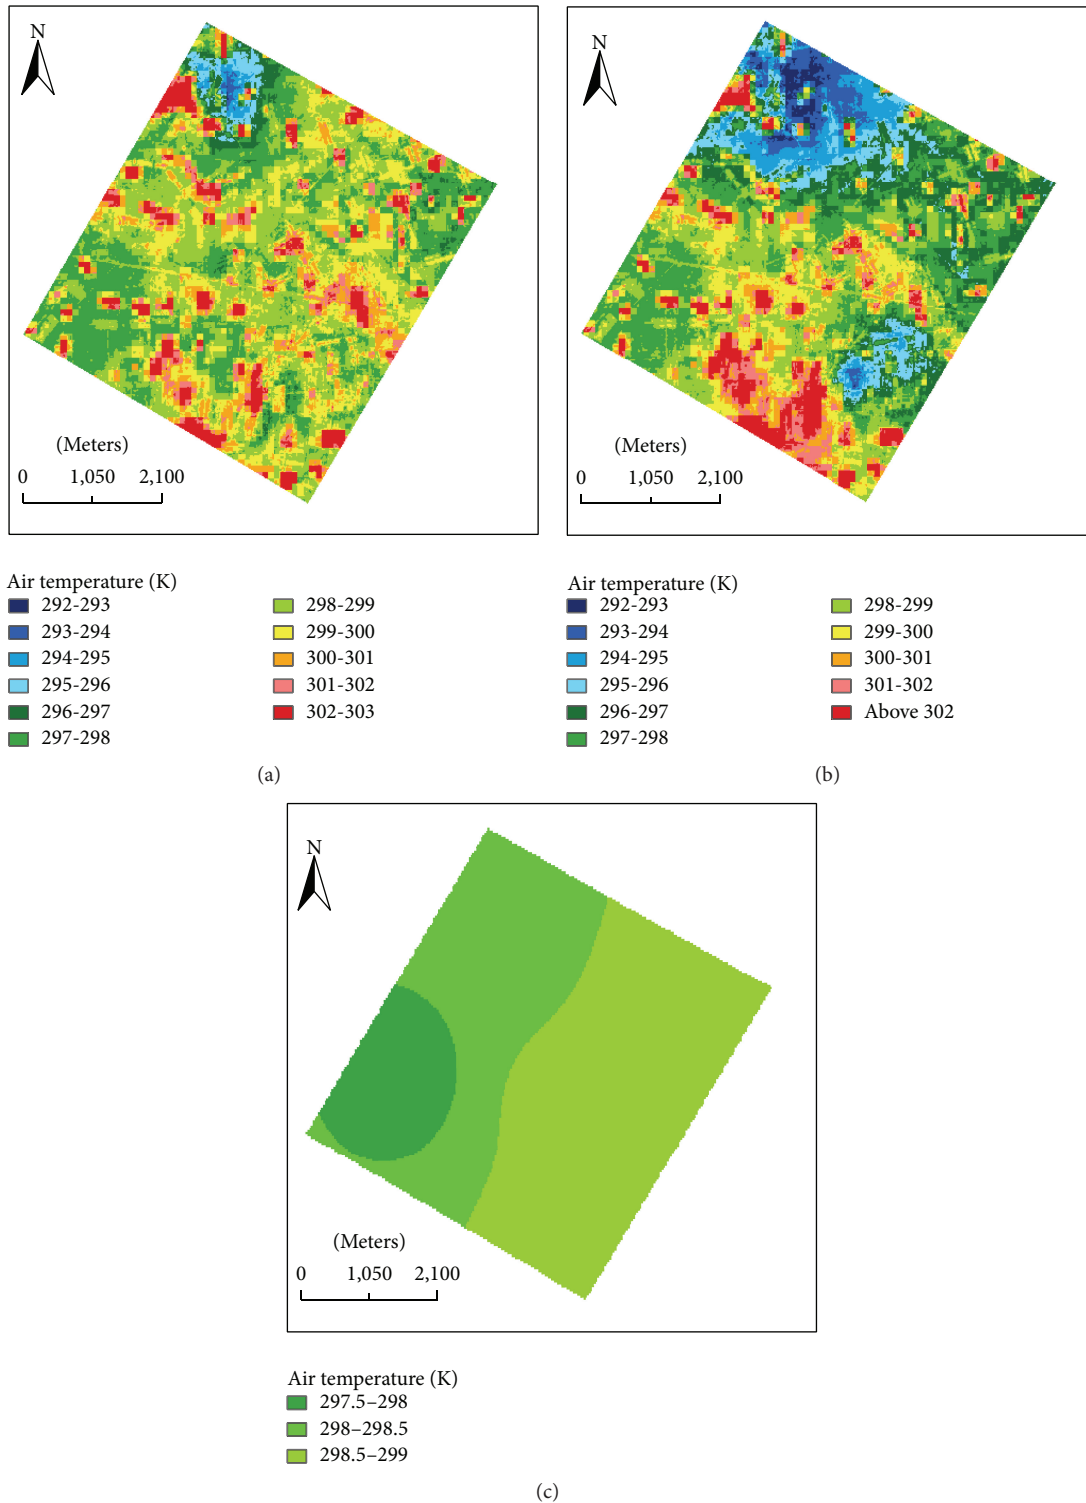 N
(Meters)
0 1,050 2,100
Air temperature (K)
292-293
293-294
294-295
295-296
296-297
297-298
298-299
299-300
300-301
301-302
302-303
(a)
N
(Meters)
0 1,050 2,100
Air temperature (K)
292-293
293-294
294-295
295-296
296-297
297-298
298-299
299-300
300-301
301-302
Above 302
(b)
N
(Meters)
0 1,050 2,100
Air temperature (K)
297.5–298
298–298.5
298.5–299
(c)